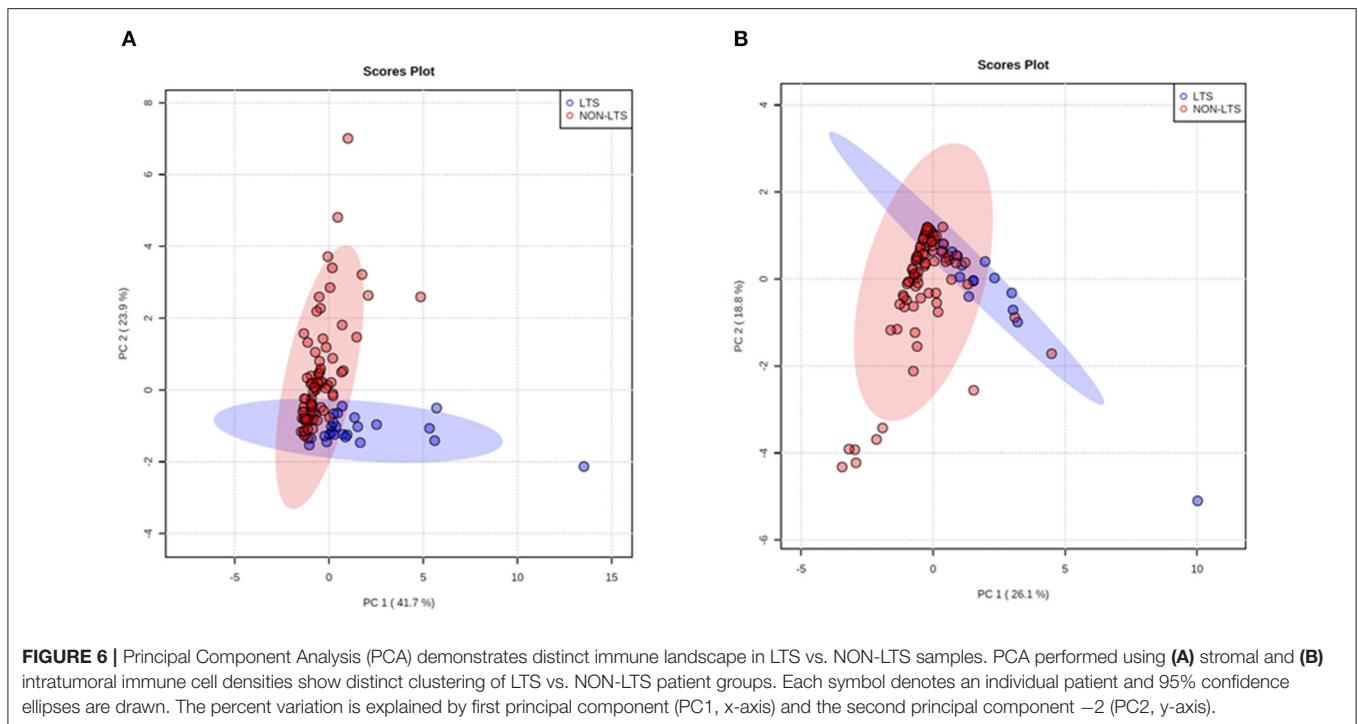 A
Scores Plot
LTS
NON-LTS
8
6
4
2
0
-2
-4
PC 2 ( 23.9 %)
-5
0
5
10
15
PC 1 ( 41.7 %)
B
Scores Plot
LTS
NON-LTS
4
2
0
-2
-4
-6
PC 2 ( 18.8 %)
-5
0
5
10
PC 1 ( 26.1 %)
FIGURE 6 | Principal Component Analysis (PCA) demonstrates distinct immune landscape in LTS vs. NON-LTS samples. PCA performed using (A) stromal and (B)
intratumoral immune cell densities show distinct clustering of LTS vs. NON-LTS patient groups. Each symbol denotes an individual patient and 95% confidence
ellipses are drawn. The percent variation is explained by first principal component (PC1, x-axis) and the second principal component −2 (PC2, y-axis).